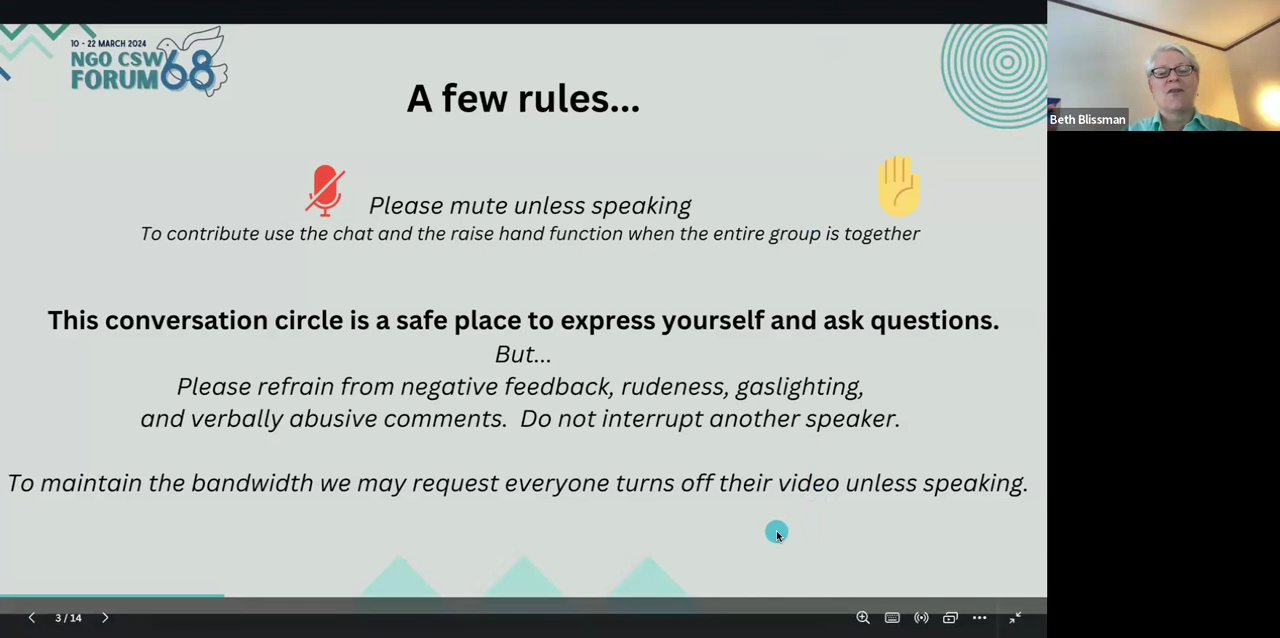 10 - 22 MARCH 2024
NGO CSW
FORUM 68
A few rules...
Please mute unless speaking
To contribute use the chat and the raise hand function when the entire group is together
This conversation circle is a safe place to express yourself and ask questions.
But...
Please refrain from negative feedback, rudeness, gaslighting,
and verbally abusive comments.  Do not interrupt another speaker.
To maintain the bandwidth we may request everyone turns off their video unless speaking.
3 / 14
Beth Blissman